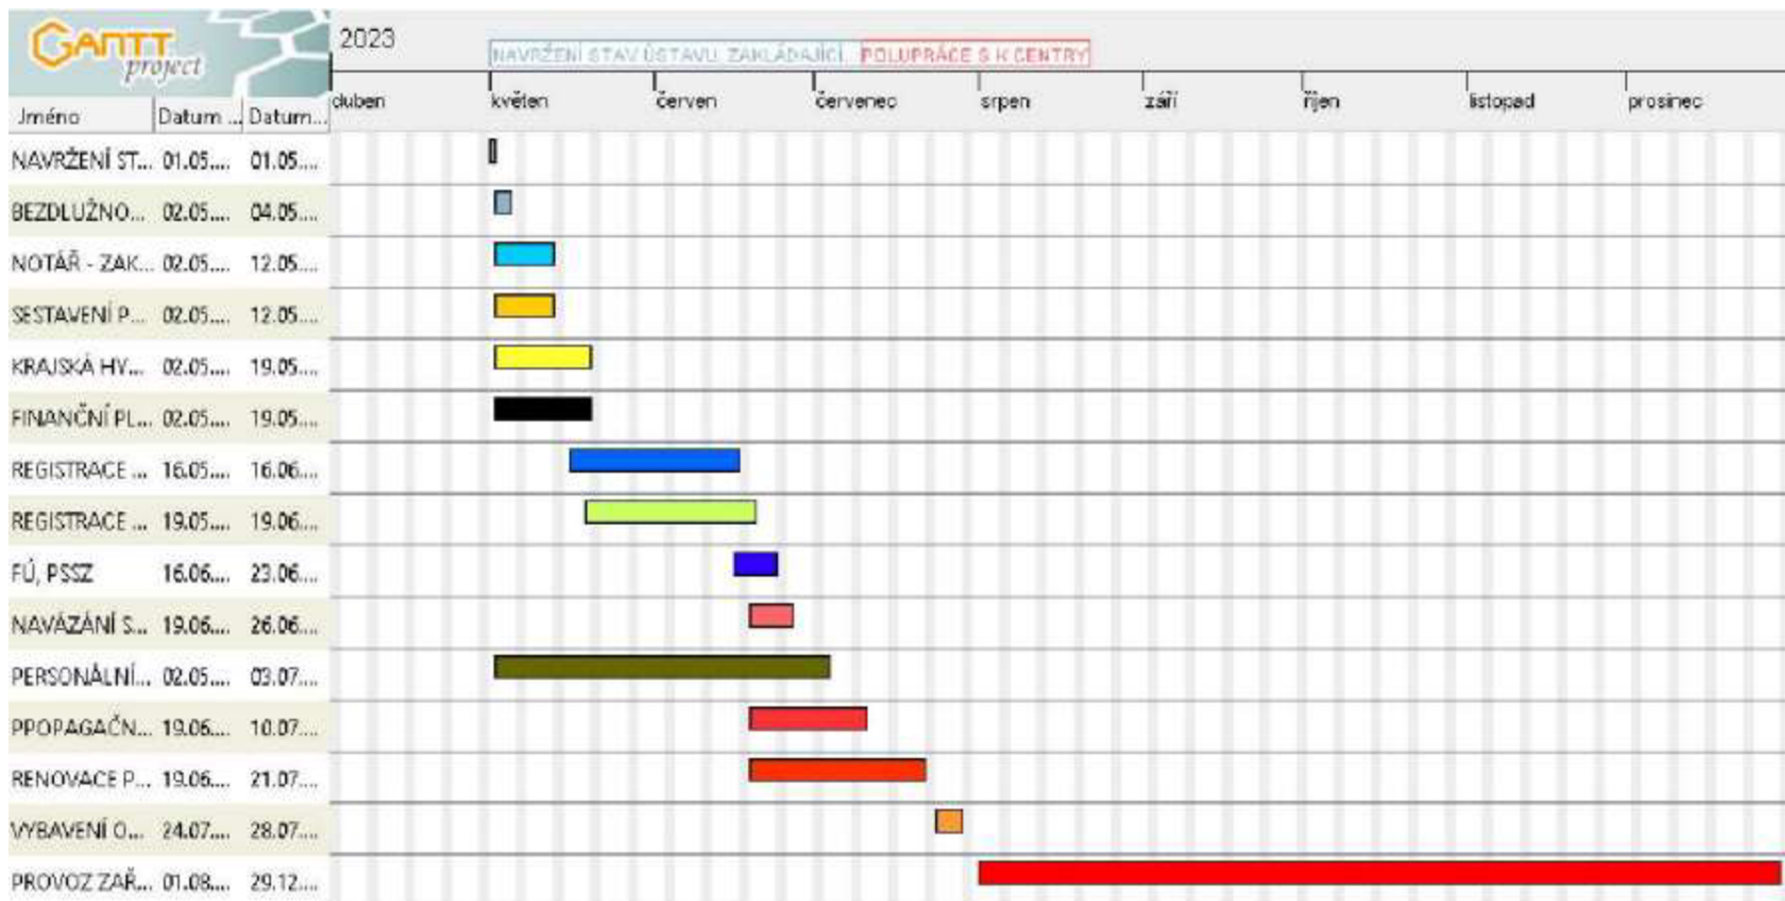 GANTT
project
2023
NAVRŽENÍ STAV ÚSTAVU, ZAKLÁDAJÍCÍ POLUPRÁCE S K CENTRY
duben květen červen červenec srpen září říjen listopad prosinec
Jméno Datum ... Datum...
NAVRŽENÍ ST... 01.05.... 01.05....
BEZDLUŽNO... 02.05.... 04.05....
NOTÁŘ - ZAK... 02.05.... 12.05....
SESTAVENÍ P... 02.05.... 12.05....
KRAJSKÁ HY... 02.05.... 19.05....
FINANČNÍ PL... 02.05.... 19.05....
REGISTRACE ... 16.05.... 16.06....
REGISTRACE ... 19.05.... 19.06....
FÚ, PSSZ 16.06.... 23.06....
NAVÁZÁNÍ S... 19.06.... 26.06....
PERSONÁLNÍ... 02.05.... 03.07....
PPOPAGAČN... 19.06.... 10.07....
RENOVACE P... 19.06.... 21.07....
VYBAVENÍ O... 24.07.... 28.07....
PROVOZ ZAŘ... 01.08.... 29.12....